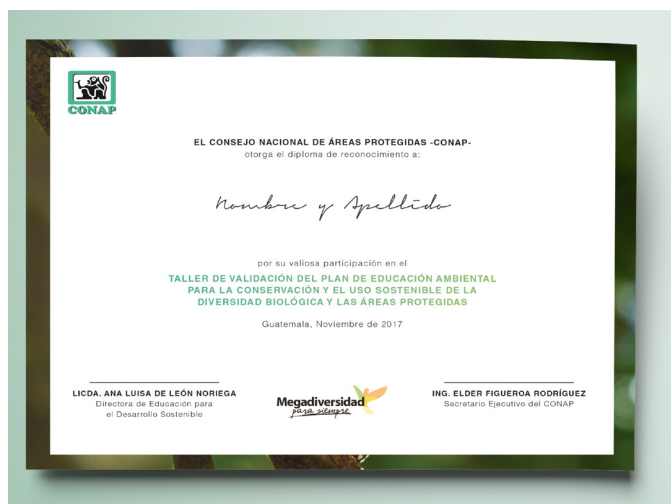 CONAP
EL CONSEJO NACIONAL DE ÁREAS PROTEGIDAS -CONAP-
otorga el diploma de reconocimiento a:
Nombre y Apellido
por su valiosa participación en el
TALLER DE VALIDACIÓN DEL PLAN DE EDUCACIÓN AMBIENTAL
PARA LA CONSERVACIÓN Y EL USO SOSTENIBLE DE LA
DIVERSIDAD BIOLÓGICA Y LAS ÁREAS PROTEGIDAS
Guatemala, Noviembre de 2017
LICDA. ANA LUISA DE LEÓN NORIEGA
Directora de Educación para
el Desarrollo Sostenible
Megadiversidad
para siempre
ING. ELDER FIGUEROA RODRÍGUEZ
Secretario Ejecutivo del CONAP